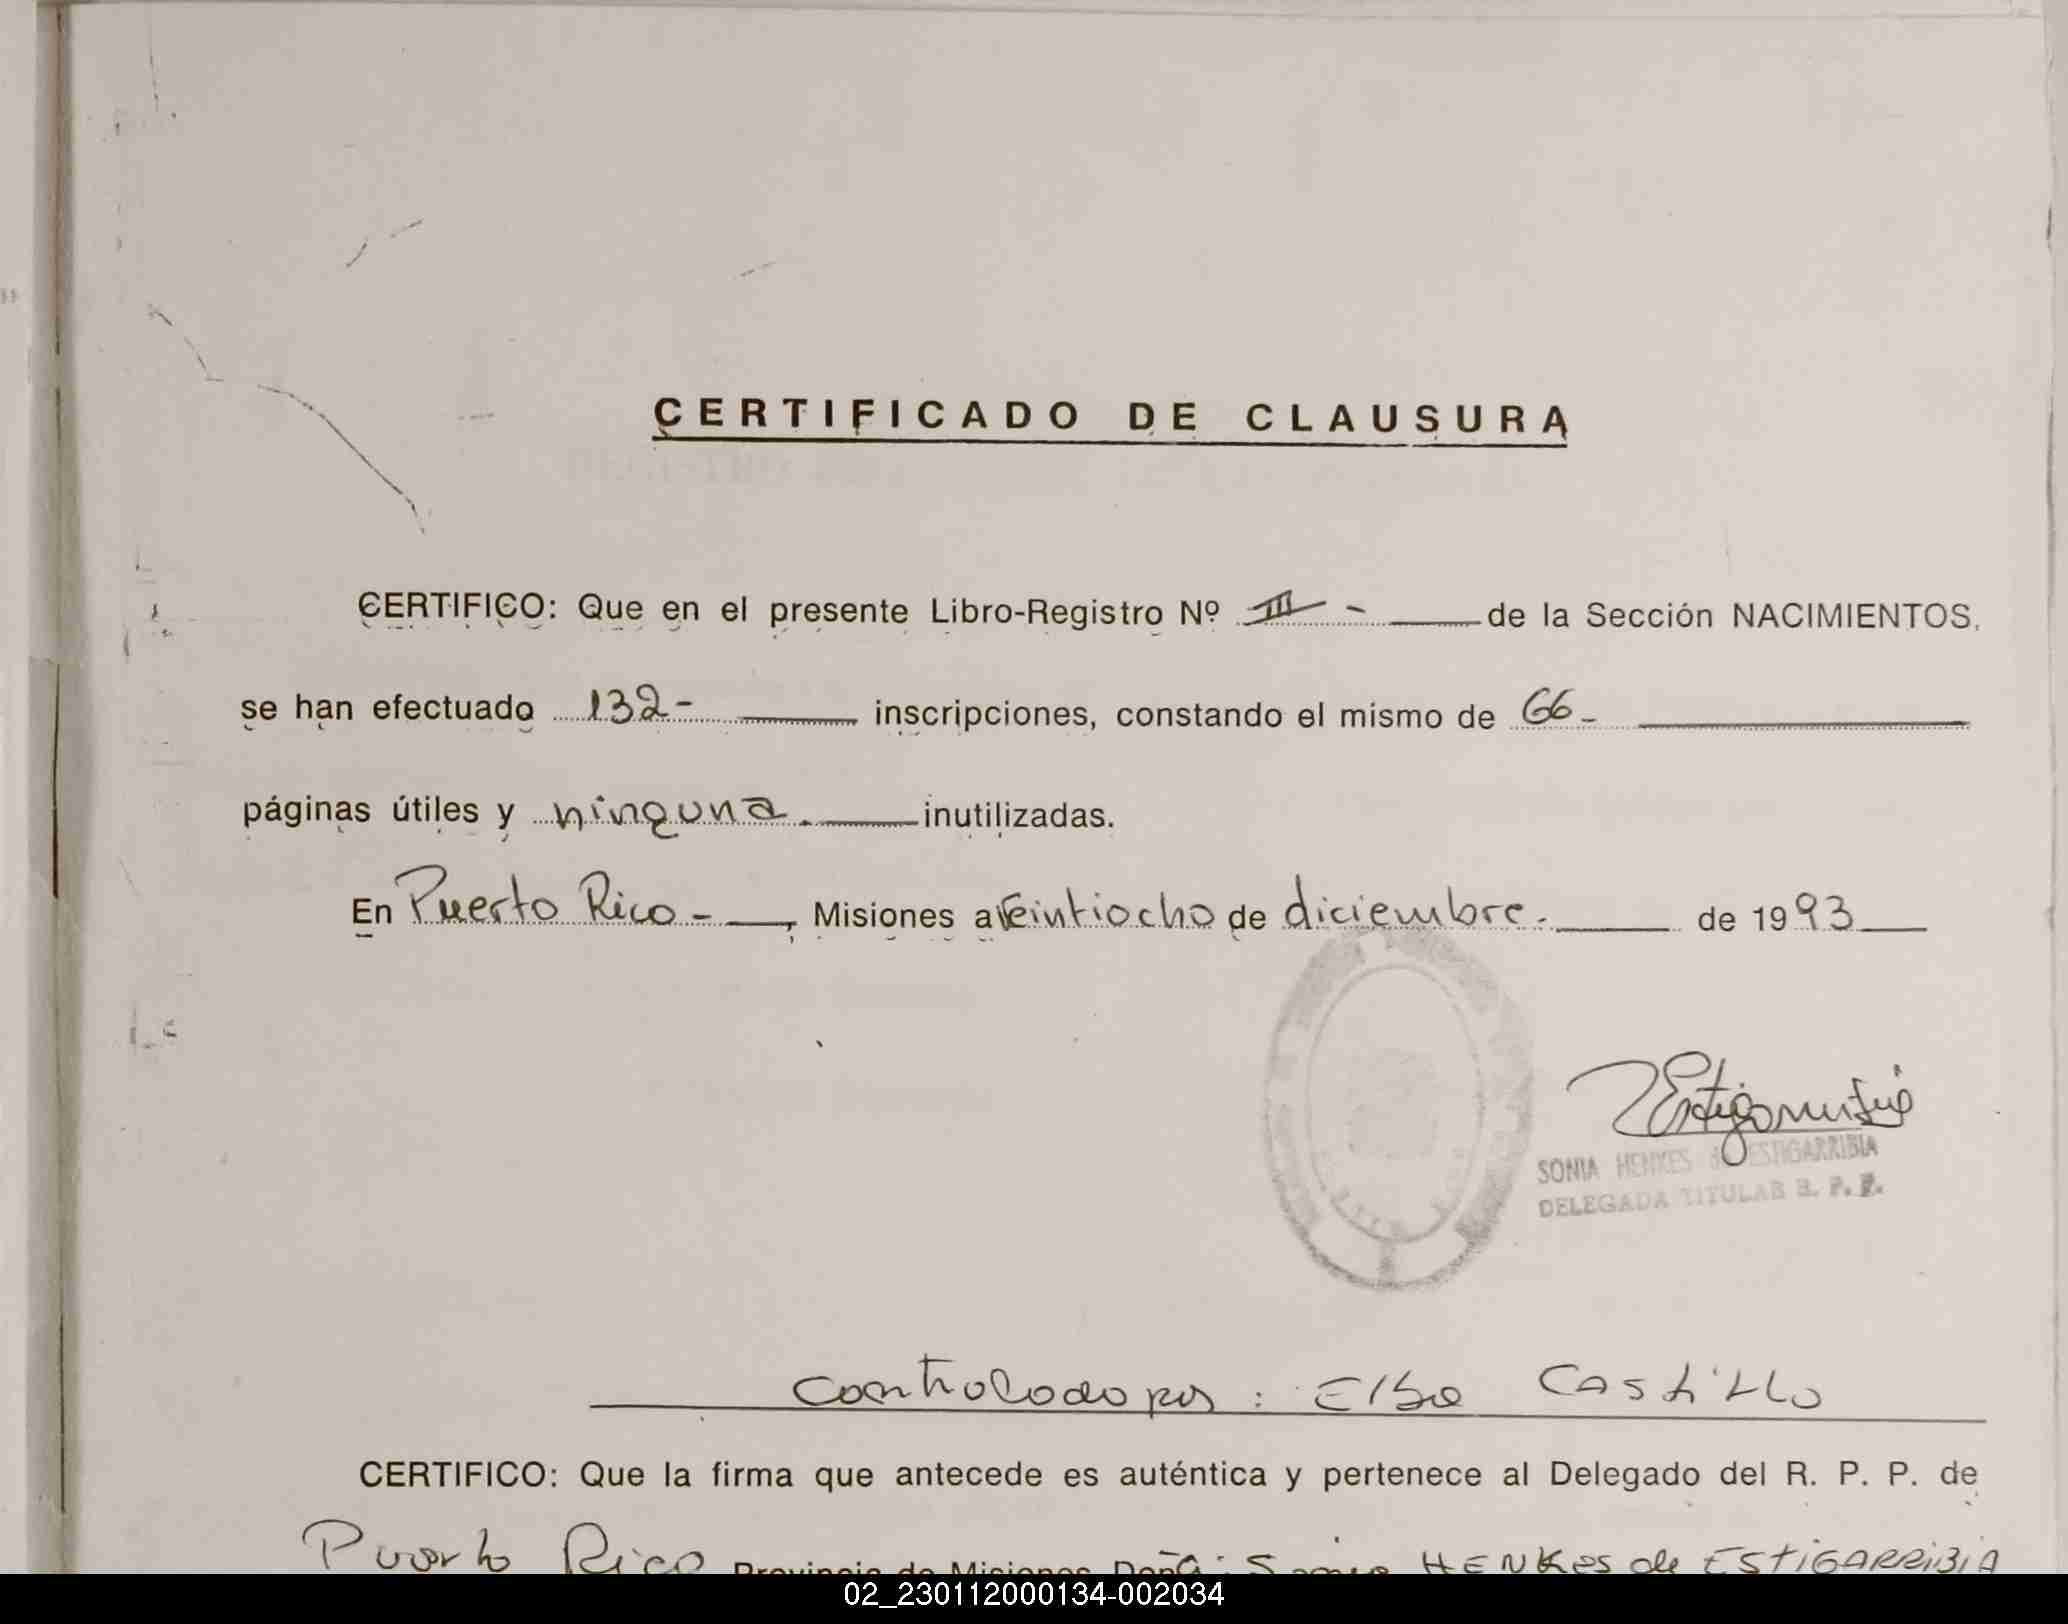 CERTIFICADO DE CLAUSURA
CERTIFICO: Que en el presente Libro-Registro Nº III - de la Sección NACIMIENTOS,
se han efectuado 132- inscripciones, constando el mismo de 66-
páginas útiles y ninguna. inutilizadas.
En Puerto Rico - , Misiones a veintiocho de diciembre. de 1993
SONIA HENKES de ESTIGARRIBIA
DELEGADA TITULAR R. P. P.
Controlado por: Elsa Castillo
CERTIFICO: Que la firma que antecede es auténtica y pertenece al Delegado del R. P. P. de
Puerto Rico Provincia de Misiones Doña: Sonia HENKES de ESTIGARRIBIA
02_230112000134-002034